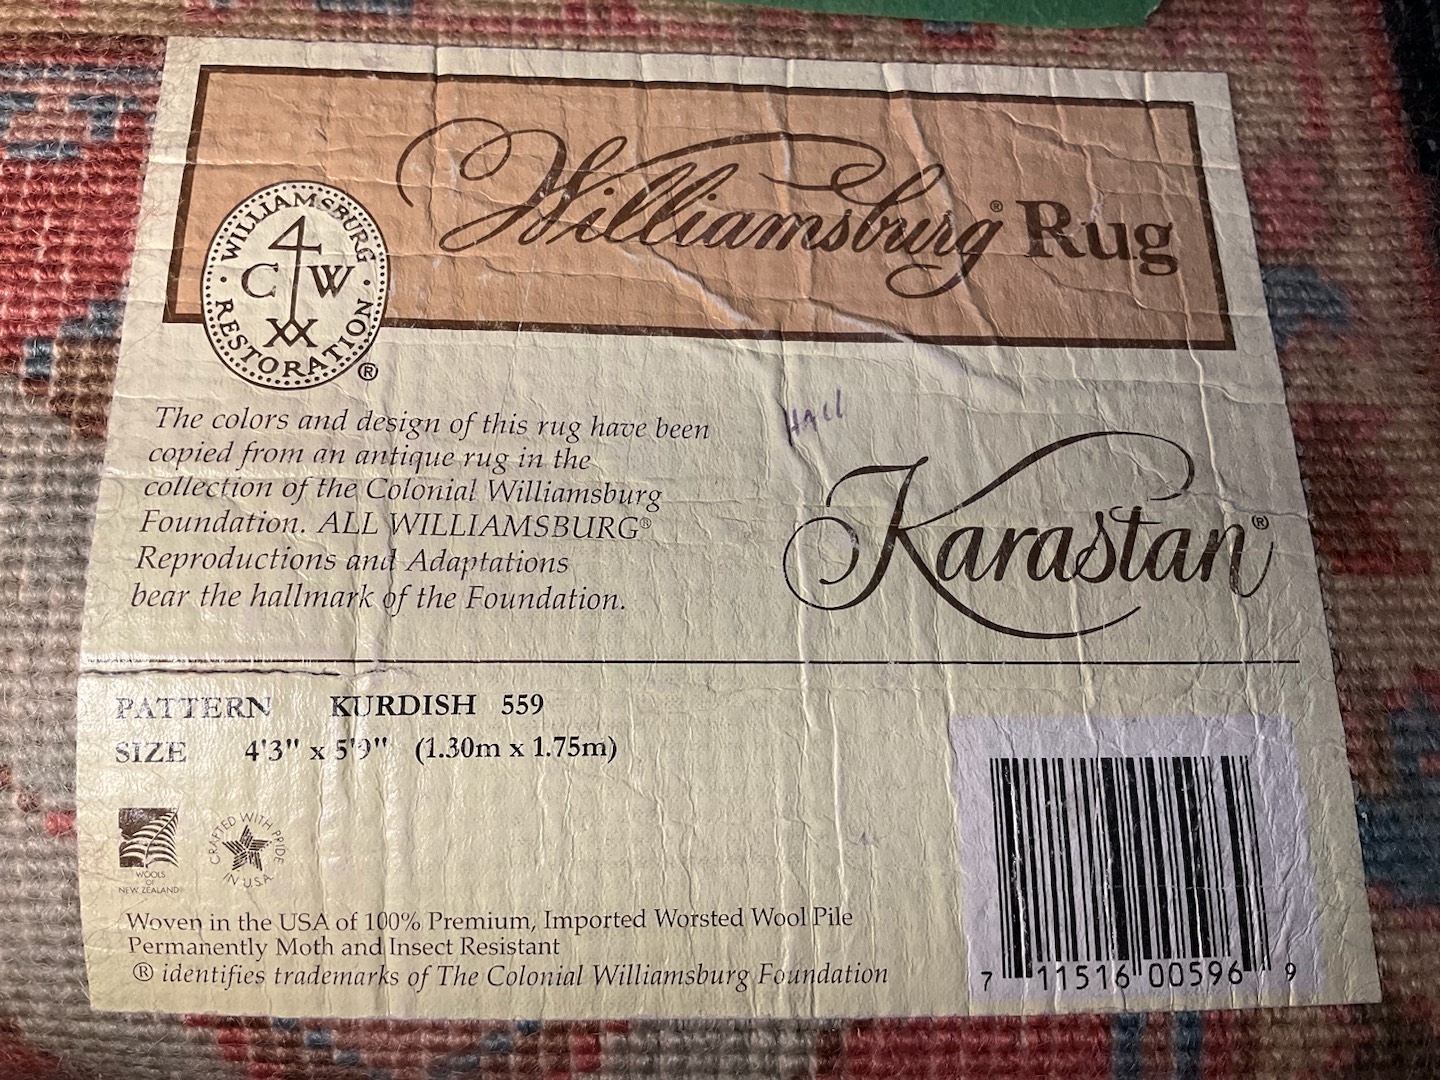 Williamsburg® Rug
WILLIAMSBURG
C W
RESTORATION
®
The colors and design of this rug have been
copied from an antique rug in the
collection of the Colonial Williamsburg
Foundation. ALL WILLIAMSBURG®
Reproductions and Adaptations
bear the hallmark of the Foundation.
HALL
Karastan®
PATTERN KURDISH 559
SIZE 4'3" x 5'9" (1.30m x 1.75m)
WOOLS
OF
NEW ZEALAND
CRAFTED WITH PRIDE
IN U.S.A.
Woven in the USA of 100% Premium, Imported Worsted Wool Pile
Permanently Moth and Insect Resistant
® identifies trademarks of The Colonial Williamsburg Foundation
7 11516 00596 9